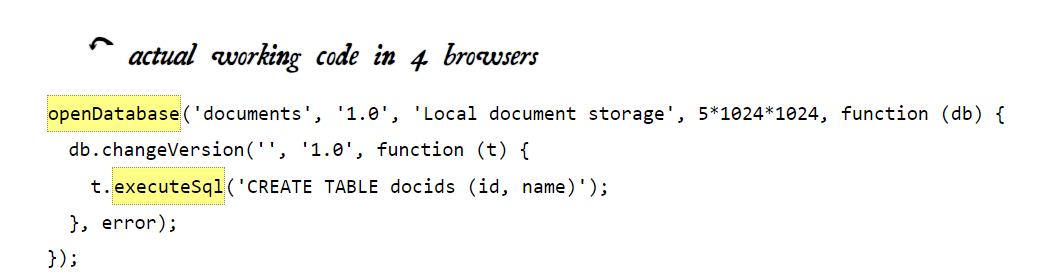 actual working code in 4 browsers
openDatabase('documents', '1.0', 'Local document storage', 5*1024*1024, function (db) {
  db.changeVersion('', '1.0', function (t) {
    t.executeSql('CREATE TABLE docids (id, name)');
  }, error);
});